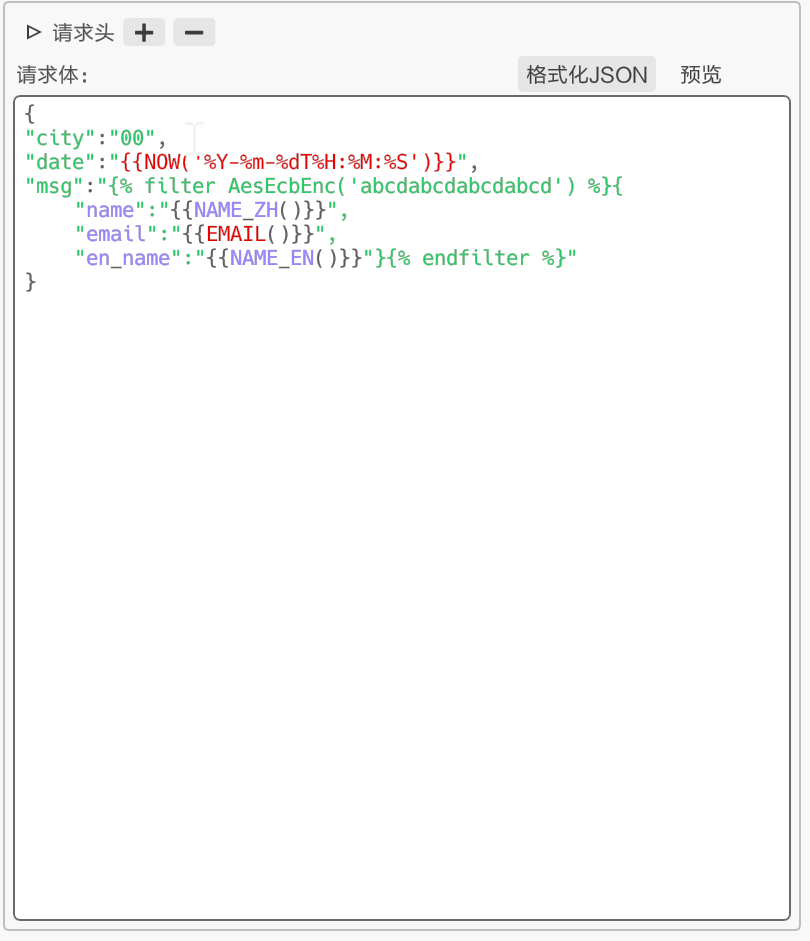 ▷ 请求头 + −
请求体： 格式化JSON 预览
{
"city":"00",
"date":"{{NOW('%Y-%m-%dT%H:%M:%S')}}",
"msg":"{% filter AesEcbEnc('abcdabcdabcdabcd') %}{
"name":"{{NAME_ZH()}}",
"email":"{{EMAIL()}}",
"en_name":"{{NAME_EN()}}"}{% endfilter %}"
}